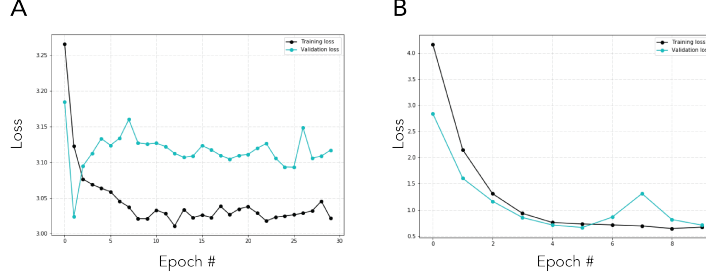 A
B
Training loss
Validation loss
3.25
3.20
3.15
3.10
3.05
3.00
Loss
0 5 10 15 20 25 30
Epoch #
Training loss
Validation los
4.0
3.5
3.0
2.5
2.0
1.5
1.0
0.5
Loss
0 2 4 6 8
Epoch #